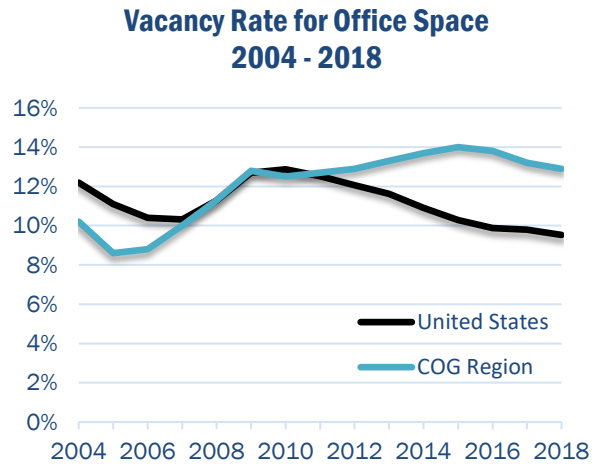 Vacancy Rate for Office Space
2004 - 2018
16%
14%
12%
10%
8%
6%
4%
2%
0%
United States
COG Region
2004 2006 2008 2010 2012 2014 2016 2018